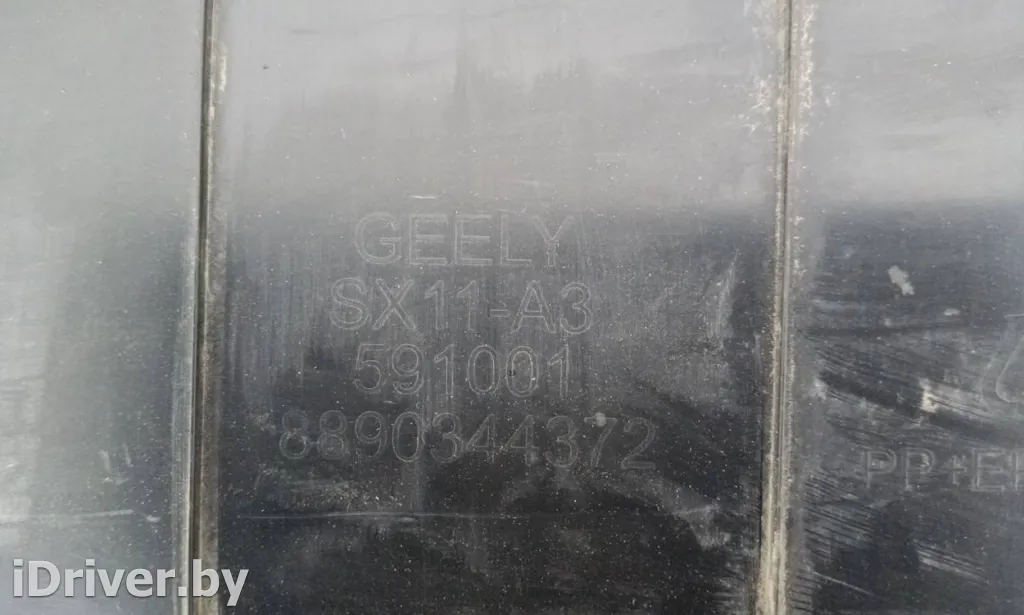 GEELY
SX11-A3
591001
8890344372
PP+E
iDriver.by